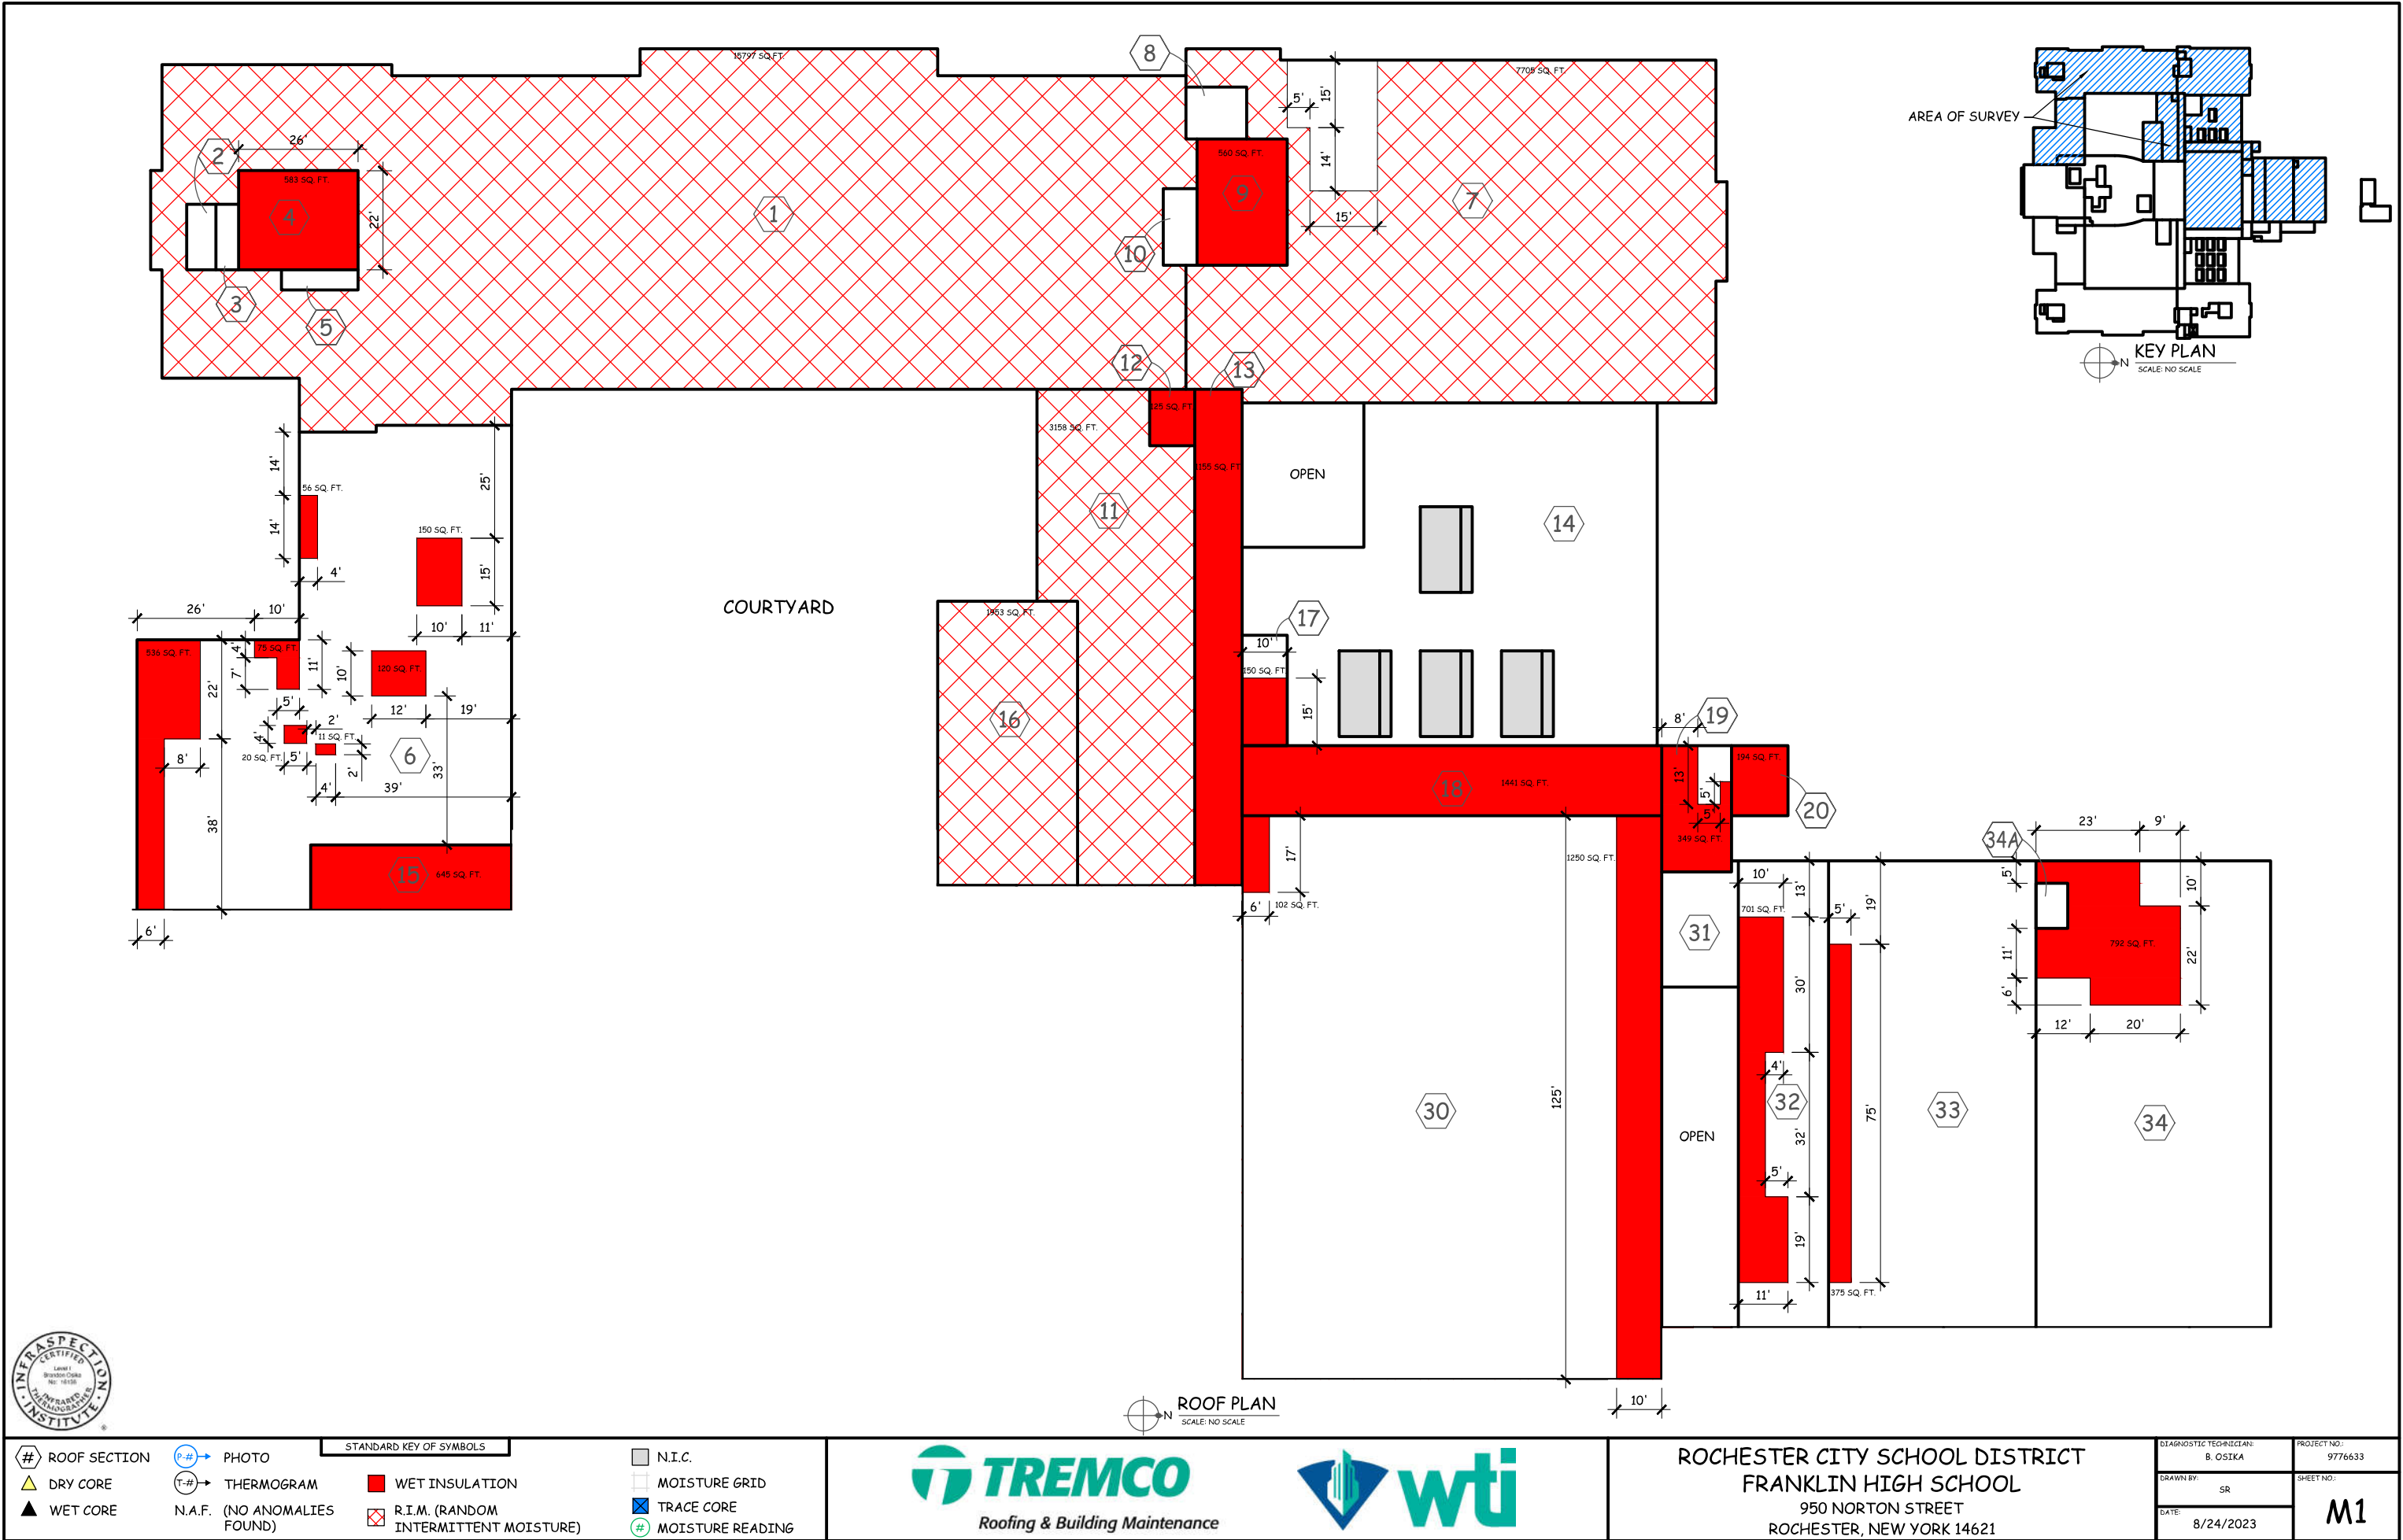 15797 SQ.FT.
8
7705 SQ. FT.
AREA OF SURVEY
KEY PLAN
SCALE: NO SCALE
N
2
26'
583 SQ. FT.
4
22'
3
5
1
560 SQ. FT.
9
10
5'
15'
14'
15'
7
12
13
125 SQ. FT.
3158 SQ. FT.
1155 SQ. FT.
11
OPEN
14
14'
56 SQ. FT.
14'
4'
25'
150 SQ. FT.
15'
10'
11'
COURTYARD
26'
10'
536 SQ. FT.
75 SQ. FT.
4'
7'
11'
22'
10'
120 SQ. FT.
5'
12'
19'
2'
4'
11 SQ. FT.
20 SQ. FT.
5'
2'
8'
6
33'
4'
39'
38'
15
645 SQ. FT.
6'
1953 SQ. FT.
16
17
10'
150 SQ. FT.
15'
18
1441 SQ. FT.
8'
19
13'
5'
5'
194 SQ. FT.
20
349 SQ. FT.
17'
6'
102 SQ. FT.
1250 SQ. FT.
125'
30
10'
31
OPEN
10'
701 SQ. FT.
13'
30'
4'
32
32'
5'
19'
11'
19'
5'
75'
375 SQ. FT.
33
34A
23'
9'
5'
10'
792 SQ. FT.
11'
22'
6'
12'
20'
34
ROOF PLAN
SCALE: NO SCALE
N
INFRASPECTION INSTITUTE
CERTIFIED
Level I
INFRARED THERMOGRAPHER
STANDARD KEY OF SYMBOLS
# ROOF SECTION
DRY CORE
WET CORE
P-# PHOTO
T-# THERMOGRAM
N.A.F. (NO ANOMALIES
FOUND)
WET INSULATION
R.I.M. (RANDOM
INTERMITTENT MOISTURE)
N.I.C.
MOISTURE GRID
TRACE CORE
# MOISTURE READING
TREMCO
Roofing & Building Maintenance
wti
ROCHESTER CITY SCHOOL DISTRICT
FRANKLIN HIGH SCHOOL
950 NORTON STREET
ROCHESTER, NEW YORK 14621
DIAGNOSTIC TECHNICIAN:
B. OSIKA
DRAWN BY:
SR
DATE:
8/24/2023
PROJECT NO.:
9776633
SHEET NO.:
M1